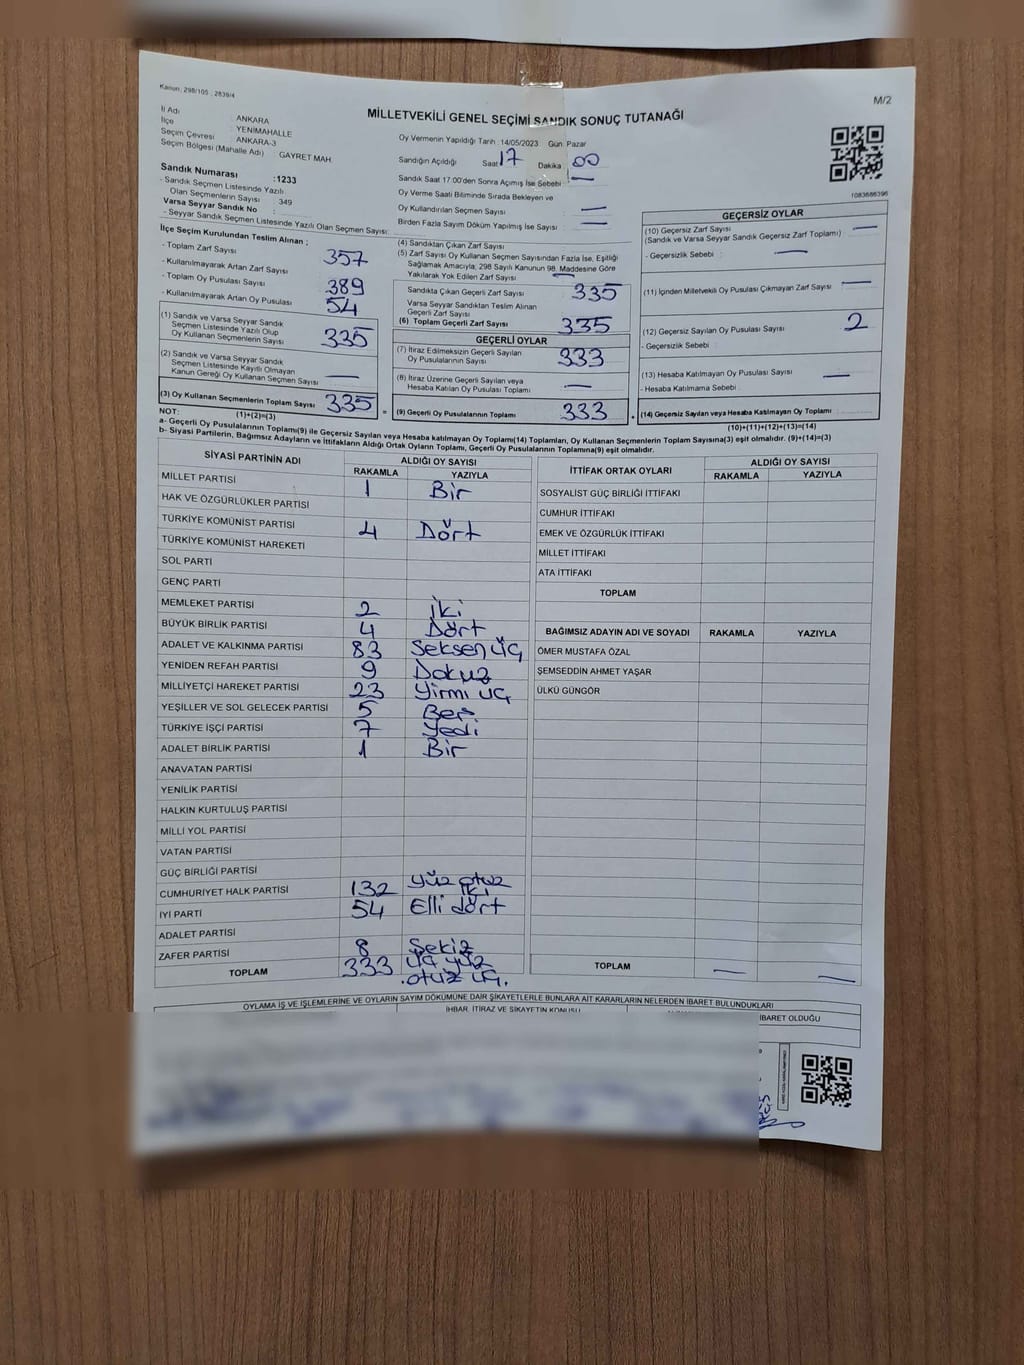 Kanun: 298/105 , 2839/4
M/2
MİLLETVEKİLİ GENEL SEÇİMİ SANDIK SONUÇ TUTANAĞI
İl Adı : ANKARA
İlçe : YENİMAHALLE
Seçim Çevresi : ANKARA-3
Seçim Bölgesi (Mahalle Adı) : GAYRET MAH.
Sandık Numarası :1233
- Sandık Seçmen Listesinde Yazılı
Olan Seçmenlerin Sayısı : 349
Varsa Seyyar Sandık No :
- Seyyar Sandık Seçmen Listesinde Yazılı Olan Seçmen Sayısı:
Oy Vermenin Yapıldığı Tarih :14/05/2023 Gün: Pazar
Sandığın Açıldığı Saat 17 Dakika 00
Sandık Saat 17.00'den Sonra Açımış İse Sebebi : —
Oy Verme Saati Bitiminde Sırada Bekleyen ve
Oy Kullandırılan Seçmen Sayısı : —
Birden Fazla Sayım Döküm Yapılmış İse Sayısı : —
1083686396
İlçe Seçim Kurulundan Teslim Alınan :
- Toplam Zarf Sayısı : 357
- Kullanılmayarak Artan Zarf Sayısı :
- Toplam Oy Pusulası Sayısı : 389
- Kullanılmayarak Artan Oy Pusulası : 54
(1) Sandık ve Varsa Seyyar Sandık
Seçmen Listesinde Yazılı Olup
Oy Kullanan Seçmenlerin Sayısı : 335
(2) Sandık ve Varsa Seyyar Sandık
Seçmen Listesinde Kayıtlı Olmayan
Kanun Gereği Oy Kullanan Seçmen Sayısı : —
(3) Oy Kullanan Seçmenlerin Toplam Sayısı : 335
(1)+(2)=(3)
(4) Sandıktan Çıkan Zarf Sayısı :
(5) Zarf Sayısı Oy Kullanan Seçmen Sayısından Fazla İse, Eşitliği
Sağlamak Amacıyla, 298 Sayılı Kanunun 98. Maddesine Göre
Yakılarak Yok Edilen Zarf Sayısı : —
Sandıkta Çıkan Geçerli Zarf Sayısı : 335
Varsa Seyyar Sandıktan Teslim Alınan
Geçerli Zarf Sayısı :
(6) Toplam Geçerli Zarf Sayısı : 335
GEÇERLİ OYLAR
(7) İtiraz Edilmeksizin Geçerli Sayılan
Oy Pusulalarının Sayısı : 333
(8) İtiraz Üzerine Geçerli Sayılan veya
Hesaba Katılan Oy Pusulası Toplamı : —
= (9) Geçerli Oy Pusulalarının Toplamı : 333
GEÇERSİZ OYLAR
(10) Geçersiz Zarf Sayısı : —
(Sandık ve Varsa Seyyar Sandık Geçersiz Zarf Toplamı)
- Geçersizlik Sebebi : —
(11) İçinden Milletvekili Oy Pusulası Çıkmayan Zarf Sayısı : —
(12) Geçersiz Sayılan Oy Pusulası Sayısı : 2
- Geçersizlik Sebebi :
(13) Hesaba Katılmayan Oy Pusulası Sayısı : —
- Hesaba Katılmama Sebebi :
+ (14) Geçersiz Sayılan veya Hesaba Katılmayan Oy Toplamı :
(10)+(11)+(12)+(13)=(14)
NOT:
a- Geçerli Oy Pusulalarının Toplamı(9) ile Geçersiz Sayılan veya Hesaba katılmayan Oy Toplamı(14) Toplamları, Oy Kullanan Seçmenlerin Toplam Sayısına(3) eşit olmalıdır. (9)+(14)=(3)
b- Siyasi Partilerin, Bağımsız Adayların ve İttifakların Aldığı Ortak Oyların Toplamı, Geçerli Oy Pusulalarının Toplamına(9) eşit olmalıdır.
SİYASİ PARTİNİN ADI ALDIĞI OY SAYISI
RAKAMLA YAZIYLA
MİLLET PARTİSİ 1 Bir
HAK VE ÖZGÜRLÜKLER PARTİSİ
TÜRKİYE KOMÜNİST PARTİSİ 4 Dört
TÜRKİYE KOMÜNİST HAREKETİ
SOL PARTİ
GENÇ PARTİ
MEMLEKET PARTİSİ 2 İki
BÜYÜK BİRLİK PARTİSİ 4 Dört
ADALET VE KALKINMA PARTİSİ 83 Seksen Üç
YENİDEN REFAH PARTİSİ 9 Dokuz
MİLLİYETÇİ HAREKET PARTİSİ 23 Yirmi üç
YEŞİLLER VE SOL GELECEK PARTİSİ 5 Beş
TÜRKİYE İŞÇİ PARTİSİ 7 Yedi
ADALET BİRLİK PARTİSİ 1 Bir
ANAVATAN PARTİSİ
YENİLİK PARTİSİ
HALKIN KURTULUŞ PARTİSİ
MİLLİ YOL PARTİSİ
VATAN PARTİSİ
GÜÇ BİRLİĞİ PARTİSİ
CUMHURİYET HALK PARTİSİ 132 Yüz otuz iki
İYİ PARTİ 54 Elli dört
ADALET PARTİSİ
ZAFER PARTİSİ 8 Sekiz
TOPLAM 333 Üç yüz
otuz üç.
İTTİFAK ORTAK OYLARI ALDIĞI OY SAYISI
RAKAMLA YAZIYLA
SOSYALİST GÜÇ BİRLİĞİ İTTİFAKI
CUMHUR İTTİFAKI
EMEK VE ÖZGÜRLÜK İTTİFAKI
MİLLET İTTİFAKI
ATA İTTİFAKI
TOPLAM
BAĞIMSIZ ADAYIN ADI VE SOYADI RAKAMLA YAZIYLA
ÖMER MUSTAFA ÖZAL
ŞEMSEDDİN AHMET YAŞAR
ÜLKÜ GÜNGÖR
TOPLAM — —
OYLAMA İŞ VE İŞLEMLERİNE VE OYLARIN SAYIM DÖKÜMÜNE DAİR ŞİKAYETLERLE BUNLARA AİT KARARLARIN NELERDEN İBARET BULUNDUKLARI
İHBAR, İTİRAZ VE ŞİKAYETİN KONUSU
İBARET OLDUĞU